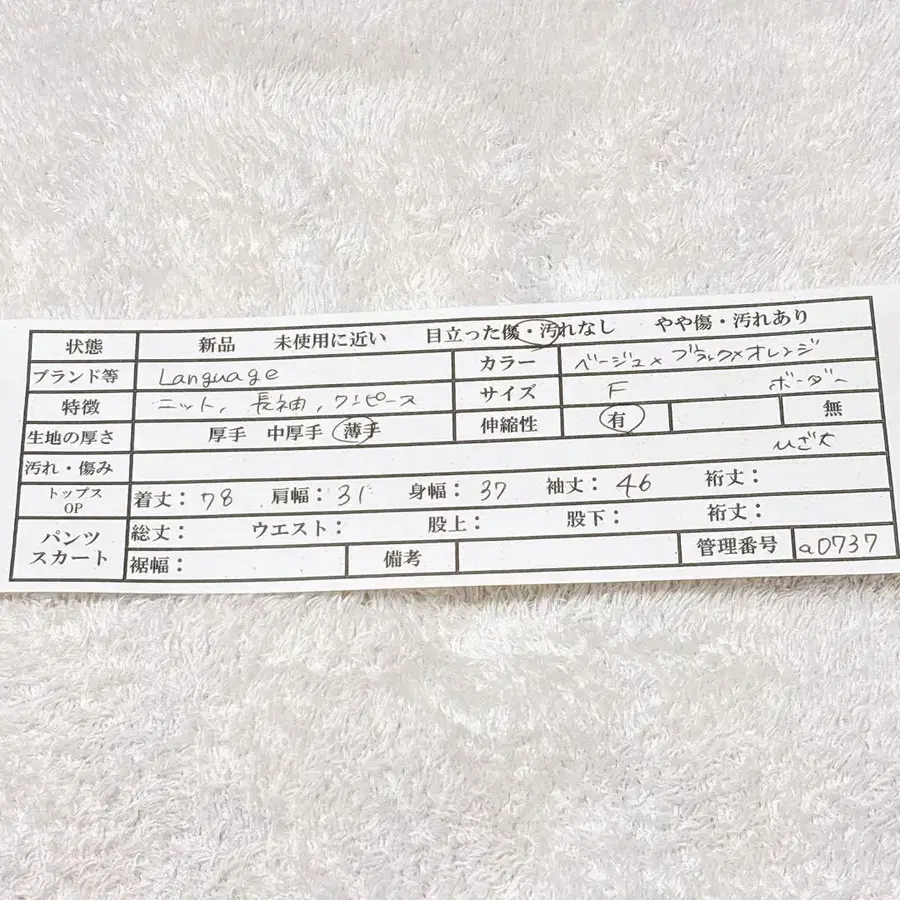 状態 新品 未使用に近い 目立った傷・汚れなし やや傷・汚れあり
ブランド等 Language カラー ベージュ×ブラック×オレンジ
特徴 ニット, 長袖, ワンピース サイズ F ボーダー
生地の厚さ 厚手 中厚手 薄手 伸縮性 有 無
汚れ・傷み ひざ丈
トップス OP 着丈：78 肩幅：31 身幅：37 袖丈：46 裄丈：
パンツ スカート 総丈： ウエスト： 股上： 股下： 裄丈：
裾幅： 備考 管理番号 a0737